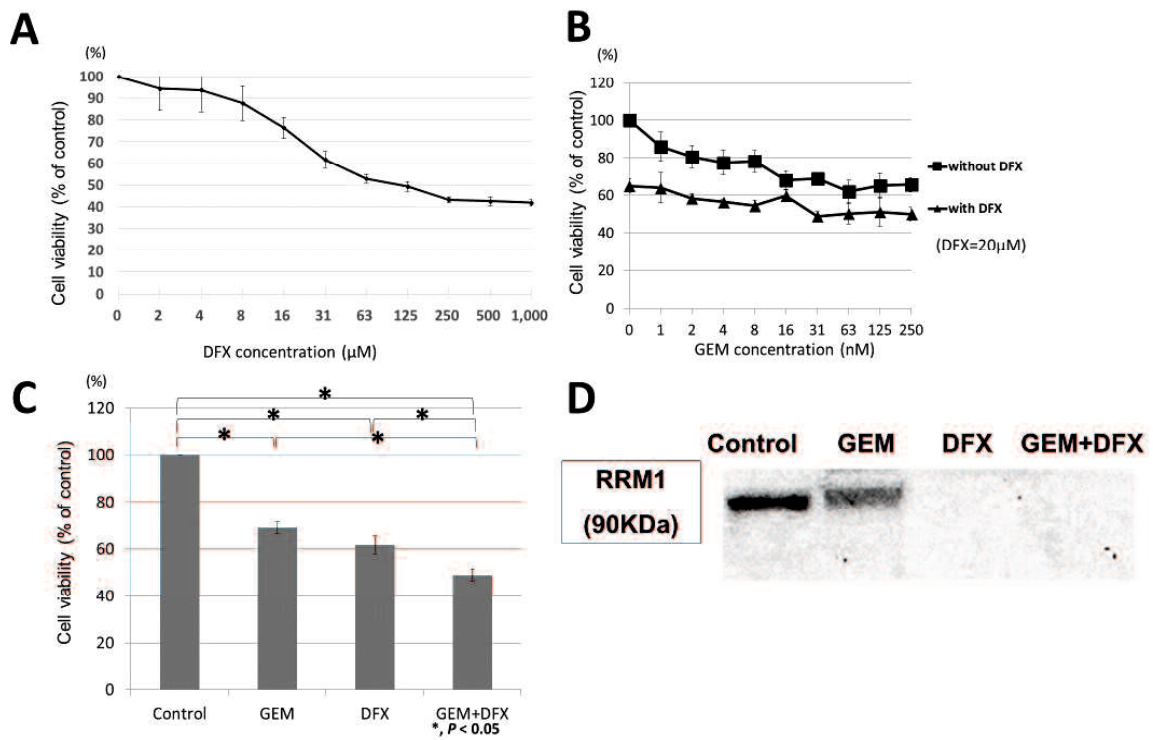 A
(%)
Cell viability (% of control)
100
90
80
70
60
50
40
30
20
10
0
0 2 4 8 16 31 63 125 250 500 1,000
DFX concentration (µM)
B
(%)
Cell viability (% of control)
120
100
80
60
40
20
0
0 1 2 4 8 16 31 63 125 250
GEM concentration (nM)
without DFX
with DFX
(DFX=20µM)
C
(%)
Cell viability (% of control)
120
100
80
60
40
20
0
*
* *
* *
Control GEM DFX GEM+DFX
*, P < 0.05
D
Control GEM DFX GEM+DFX
RRM1
(90KDa)